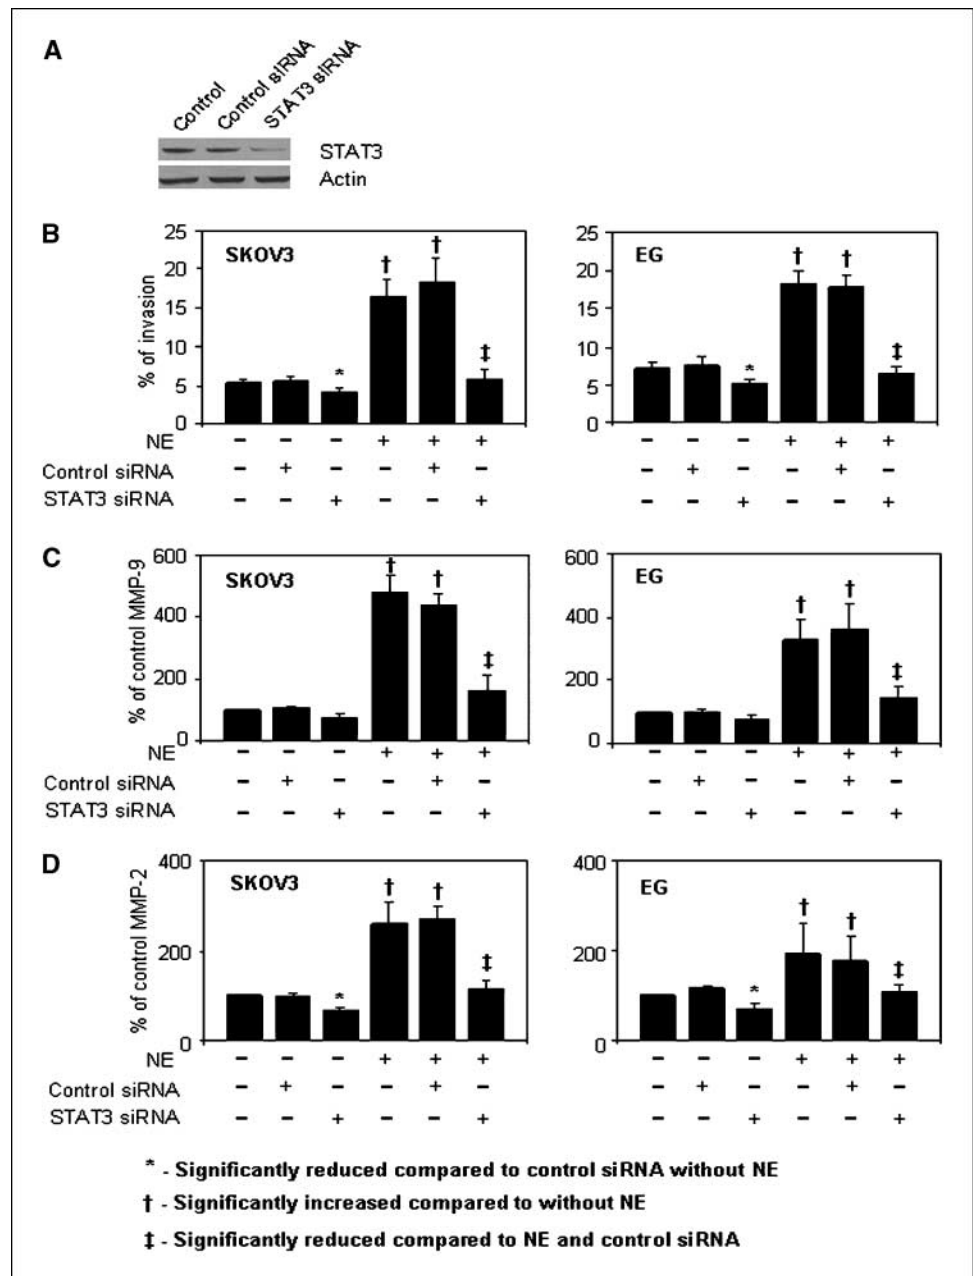 A
Control
Control siRNA
STAT3 siRNA
STAT3
Actin
B
% of invasion
25
20
15
10
5
0
SKOV3
* † † ‡
25
20
15
10
5
0
EG
* † † ‡
NE – – – + + + – – – + + +
Control siRNA – + – – + – – + – – + –
STAT3 siRNA – – + – – + – – + – – +
C
% of control MMP-9
600
400
200
0
SKOV3
† † ‡
600
400
200
0
EG
† † ‡
NE – – – + + + – – – + + +
Control siRNA – + – – + – – + – – + –
STAT3 siRNA – – + – – + – – + – – +
D
% of control MMP-2
400
200
0
SKOV3
* † † ‡
400
200
0
EG
* † † ‡
NE – – – + + + – – – + + +
Control siRNA – + – – + – – + – – + –
STAT3 siRNA – – + – – + – – + – – +
* - Significantly reduced compared to control siRNA without NE
† - Significantly increased compared to without NE
‡ - Significantly reduced compared to NE and control siRNA